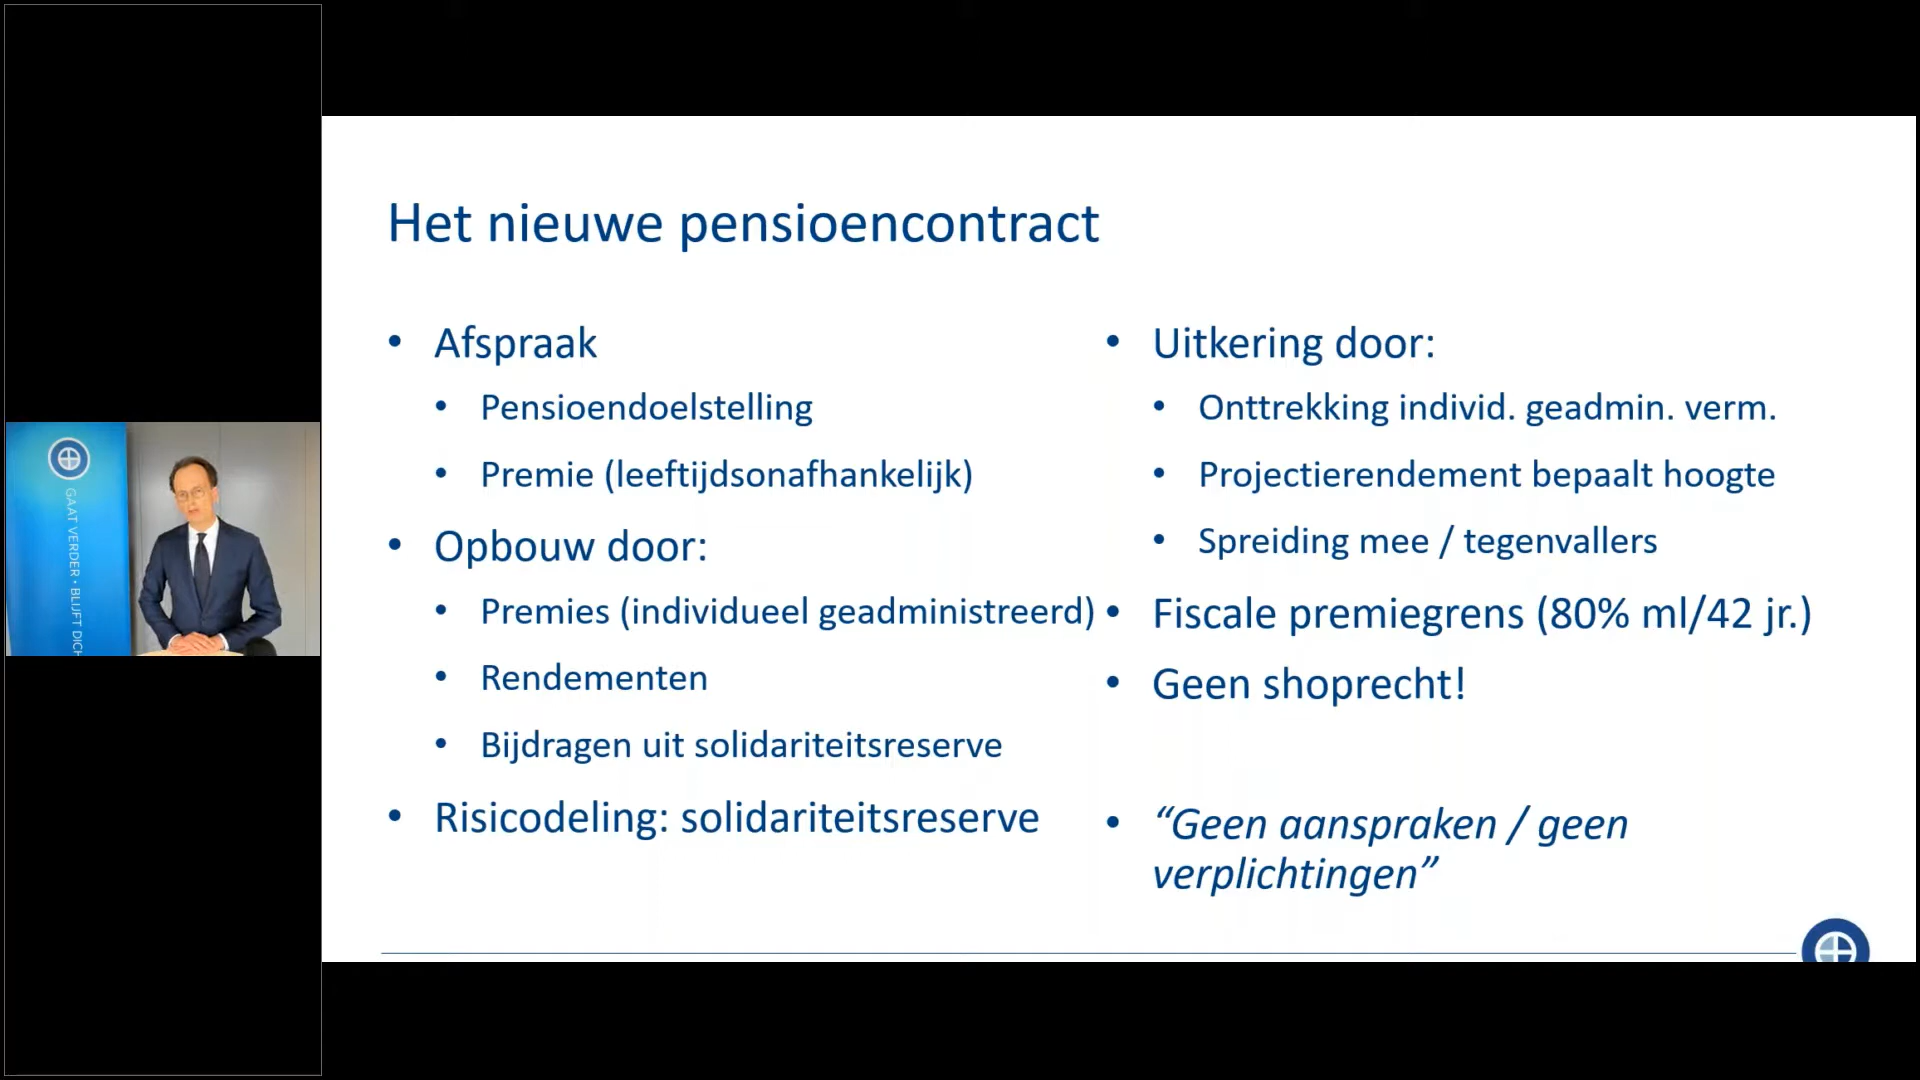 Het nieuwe pensioencontract
• Afspraak
• Pensioendoelstelling
• Premie (leeftijdsonafhankelijk)
• Opbouw door:
• Premies (individueel geadministreerd)
• Rendementen
• Bijdragen uit solidariteitsreserve
• Risicodeling: solidariteitsreserve
• Uitkering door:
• Onttrekking individ. geadmin. verm.
• Projectierendement bepaalt hoogte
• Spreiding mee / tegenvallers
• Fiscale premiegrens (80% ml/42 jr.)
• Geen shoprecht!
• “Geen aanspraken / geen
verplichtingen”
GAAT VERDER • BLIJFT DICH